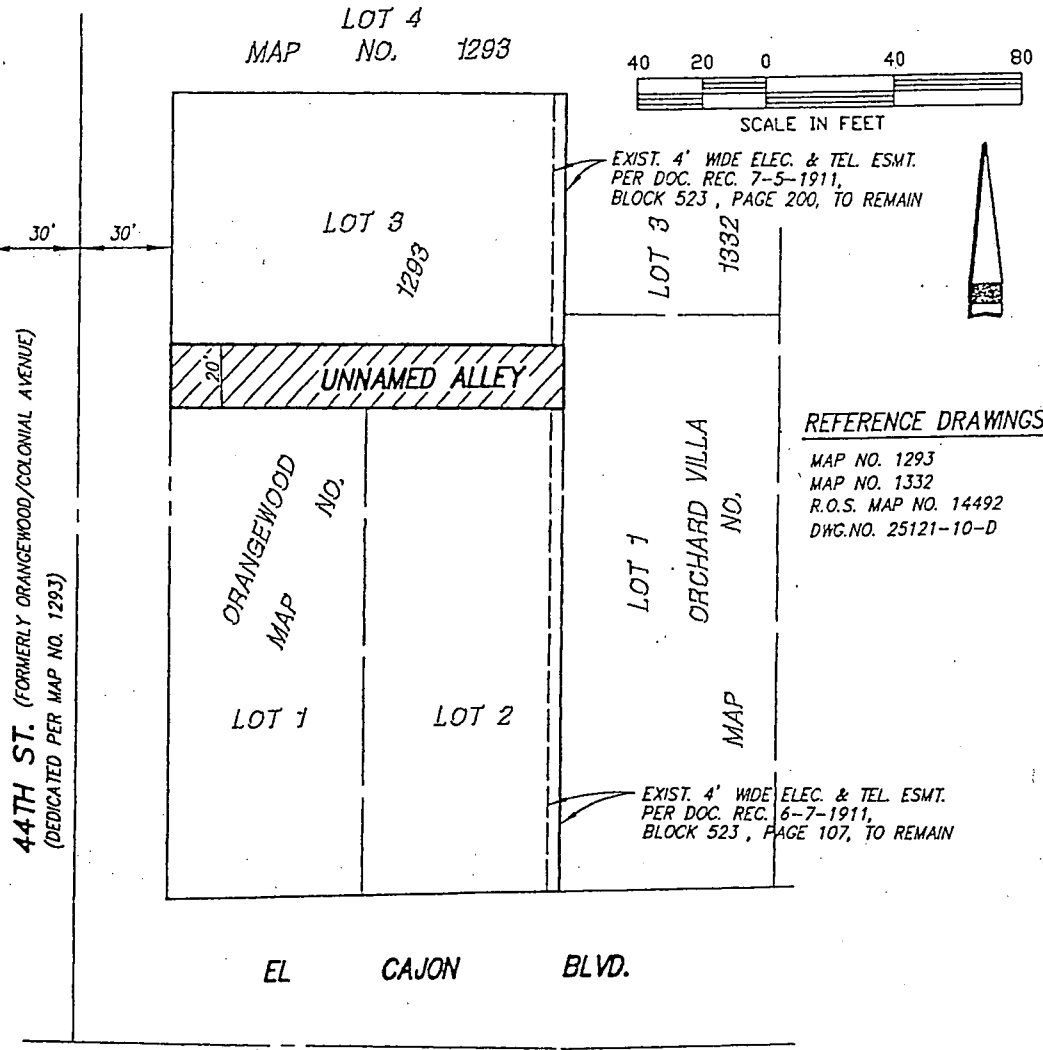 LOT 4
MAP NO. 1293
40 20 0 40 80
SCALE IN FEET
EXIST. 4' WIDE ELEC. & TEL. ESMT.
PER DOC. REC. 7-5-1911,
BLOCK 523 , PAGE 200, TO REMAIN
30'
30'
LOT 3
1293
LOT 3
1332
20'
UNNAMED ALLEY
44TH ST. (FORMERLY ORANGEWOOD/COLONIAL AVENUE)
(DEDICATED PER MAP NO. 1293)
REFERENCE DRAWINGS
MAP NO. 1293
MAP NO. 1332
R.O.S. MAP NO. 14492
DWG.NO. 25121-10-D
ORANGEWOOD
MAP NO.
LOT 1
LOT 2
LOT 1
ORCHARD VILLA
MAP NO.
EXIST. 4' WIDE ELEC. & TEL. ESMT.
PER DOC. REC. 6-7-1911,
BLOCK 523 , PAGE 107, TO REMAIN
EL CAJON BLVD.